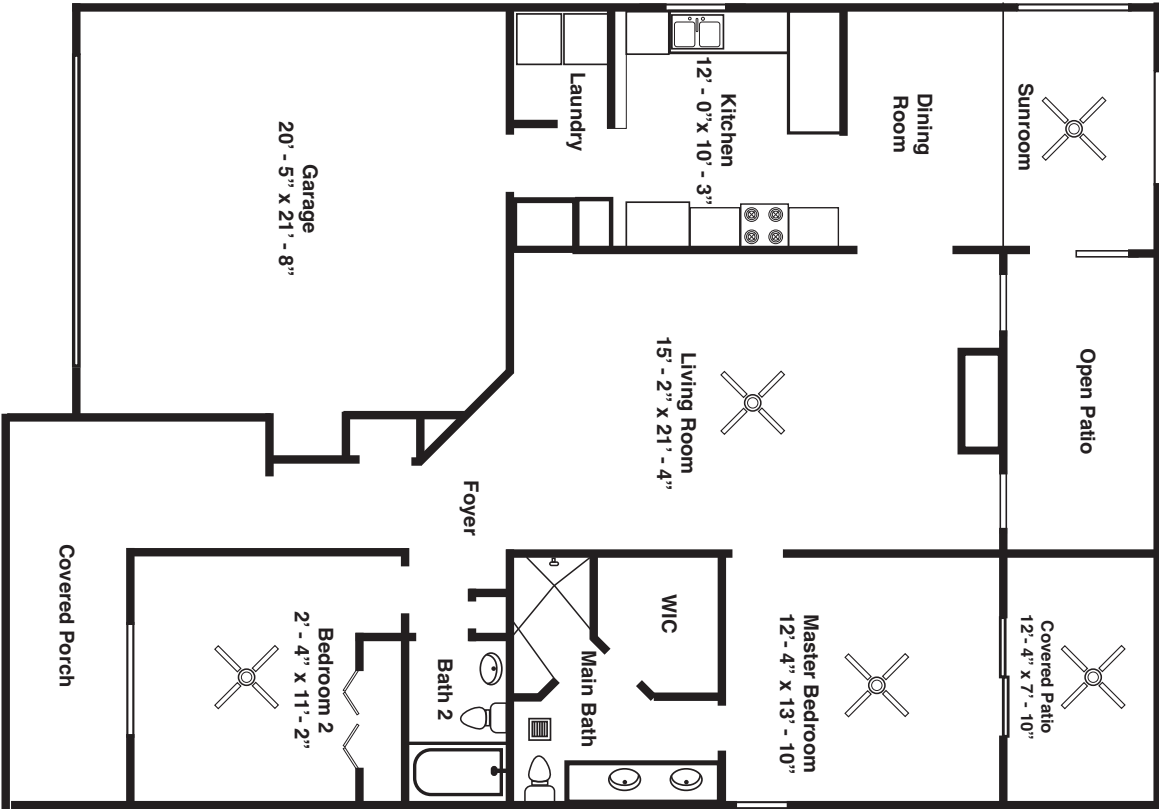 Sunroom
Dining
Room
Kitchen
12’ - 0”x 10’ - 3”
Laundry
Garage
20’ - 5” x 21’ - 8”
Open Patio
Living Room
15’ - 2” x 21’ - 4”
Foyer
Covered Patio
12’- 4” x 7’ - 10”
Master Bedroom
12’- 4” x 13’ - 10”
WIC
Main Bath
Bath 2
Bedroom 2
2’ - 4” x 11’- 2”
Covered Porch